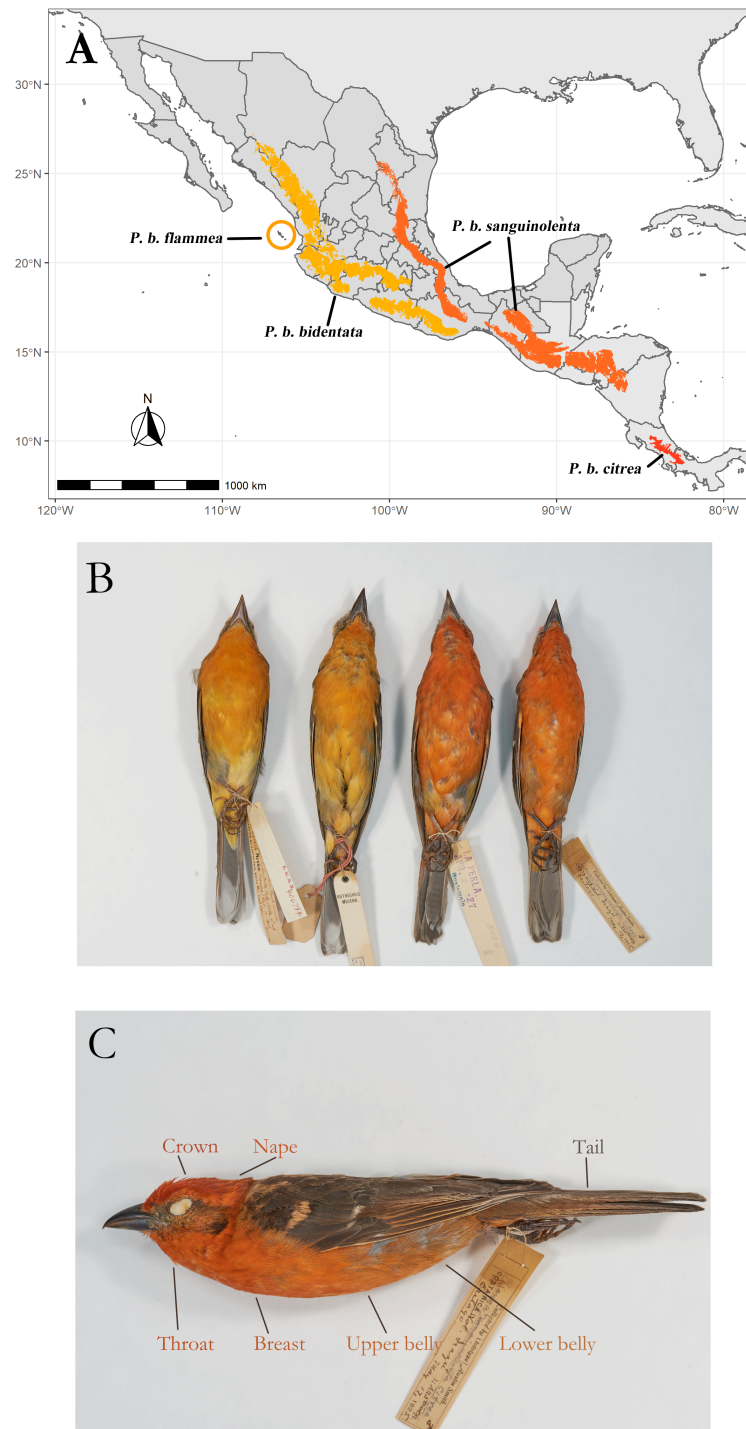 A
30°N
25°N
P. b. flammea
P. b. sanguinolenta
20°N
P. b. bidentata
15°N
N
10°N
P. b. citrea
1000 km
120°W 110°W 100°W 90°W 80°W
B
LA PERLA
C
Crown Nape Tail
Throat Breast Upper belly Lower belly